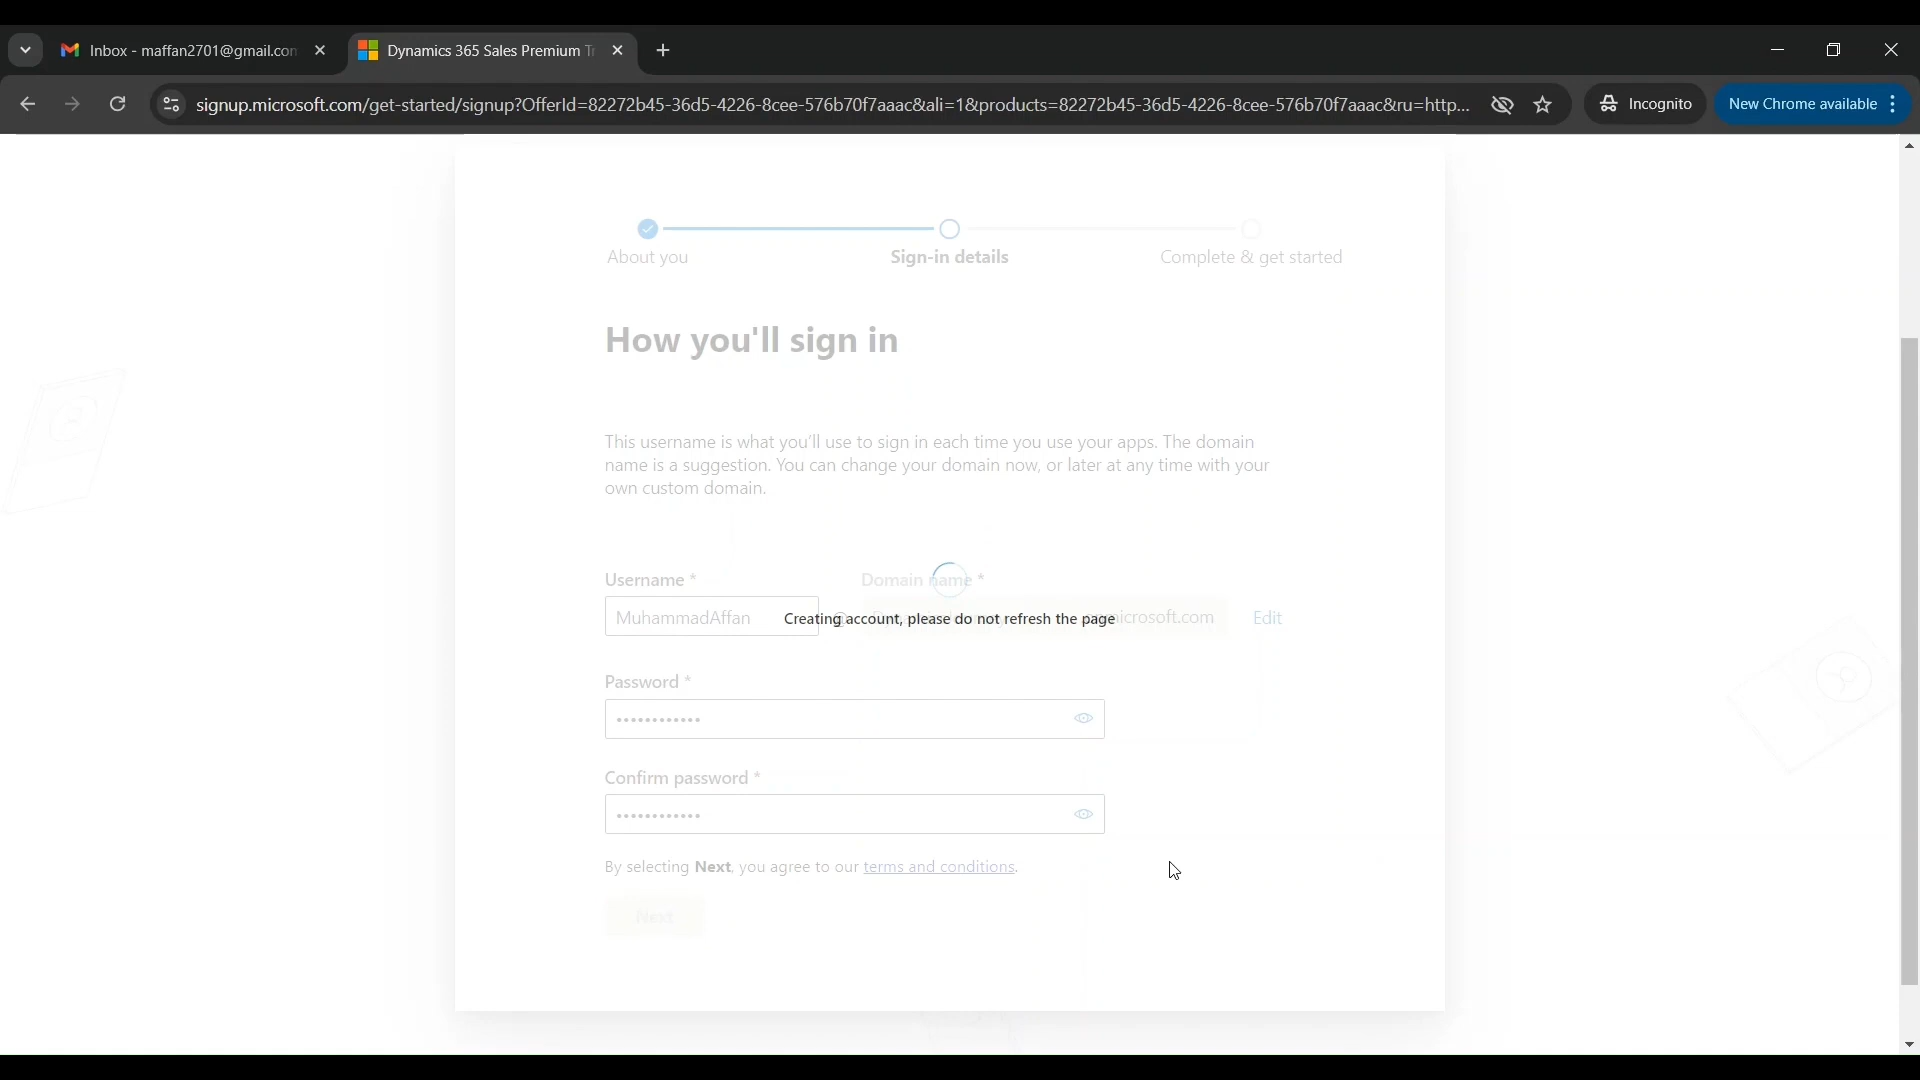 Inbox - maffan2701@gmail.con
Dynamics 365 Sales Premium Tr
signup.microsoft.com/get-started/signup?OfferId=82272b45-36d5-4226-8cee-576b70f7aaac&ali=1&products=82272b45-36d5-4226-8cee-576b70f7aaac&ru=http...
Incognito
New Chrome available
About you
Sign-in details
Complete & get started
How you'll sign in
This username is what you'll use to sign in each time you use your apps. The domain
name is a suggestion. You can change your domain now, or later at any time with your
own custom domain.
Username *
Domain name *
MuhammadAffan
@
Creating account, please do not refresh the page
onmicrosoft.com
Edit
Password *
••••••••••••
Confirm password *
••••••••••••
By selecting Next, you agree to our terms and conditions.
Next